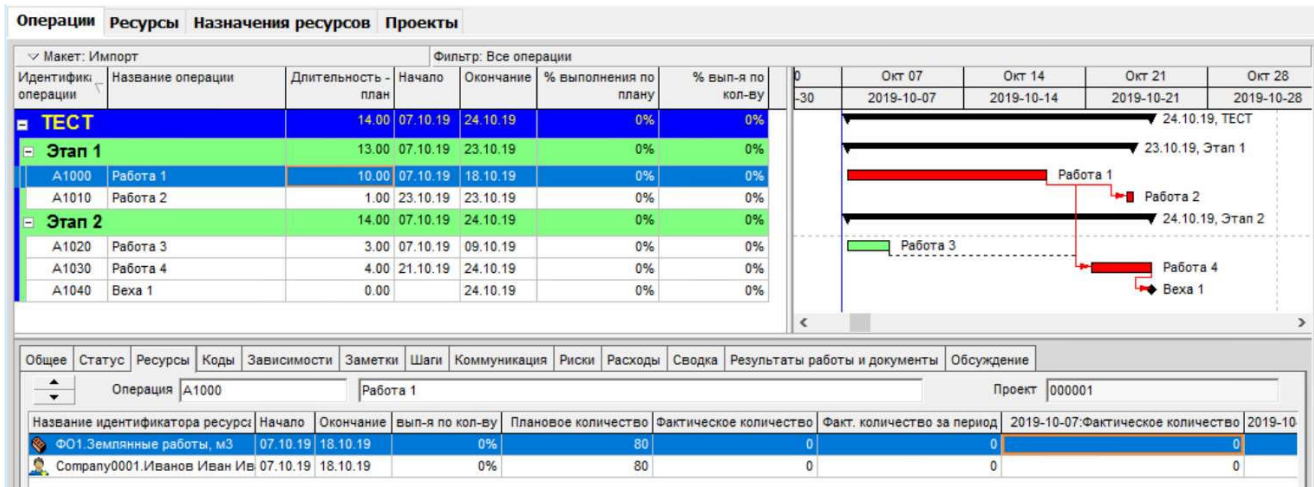 Операции Ресурсы Назначения ресурсов Проекты
Макет: Импорт Фильтр: Все операции
Идентифика Название операции Длительность - Начало Окончание % выполнения по % вып-я по
операции план плану кол-ву
0 Окт 07 Окт 14 Окт 21 Окт 28
-30 2019-10-07 2019-10-14 2019-10-21 2019-10-28
ТЕСТ 14.00 07.10.19 24.10.19 0% 0% 24.10.19, ТЕСТ
Этап 1 13.00 07.10.19 23.10.19 0% 0% 23.10.19, Этап 1
A1000 Работа 1 10.00 07.10.19 18.10.19 0% 0% Работа 1
A1010 Работа 2 1.00 23.10.19 23.10.19 0% 0% Работа 2
Этап 2 14.00 07.10.19 24.10.19 0% 0% 24.10.19, Этап 2
A1020 Работа 3 3.00 07.10.19 09.10.19 0% 0% Работа 3
A1030 Работа 4 4.00 21.10.19 24.10.19 0% 0% Работа 4
A1040 Веха 1 0.00 24.10.19 0% 0% Веха 1
Общее Статус Ресурсы Коды Зависимости Заметки Шаги Коммуникация Риски Расходы Сводка Результаты работы и документы Обсуждение
Операция A1000 Работа 1 Проект 000001
Название идентификатора ресурса Начало Окончание вып-я по кол-ву Плановое количество Фактическое количество Факт. количество за период 2019-10-07:Фактическое количество 2019-10-
ФО1.Землянные работы, м3 07.10.19 18.10.19 0% 80 0 0 0
Company0001.Иванов Иван Ив 07.10.19 18.10.19 0% 80 0 0 0